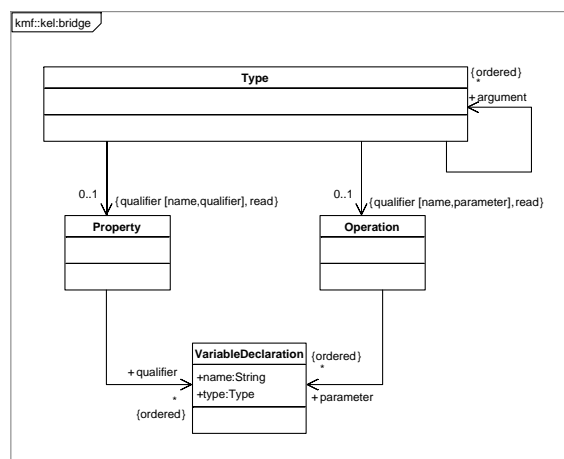 kmf::kel:bridge
Type
{ordered}
*
+argument
0..1
{qualifier [name,qualifier], read}
0..1
{qualifier [name,parameter], read}
Property
Operation
VariableDeclaration
+name:String
+type:Type
+qualifier
*
{ordered}
{ordered}
*
+parameter